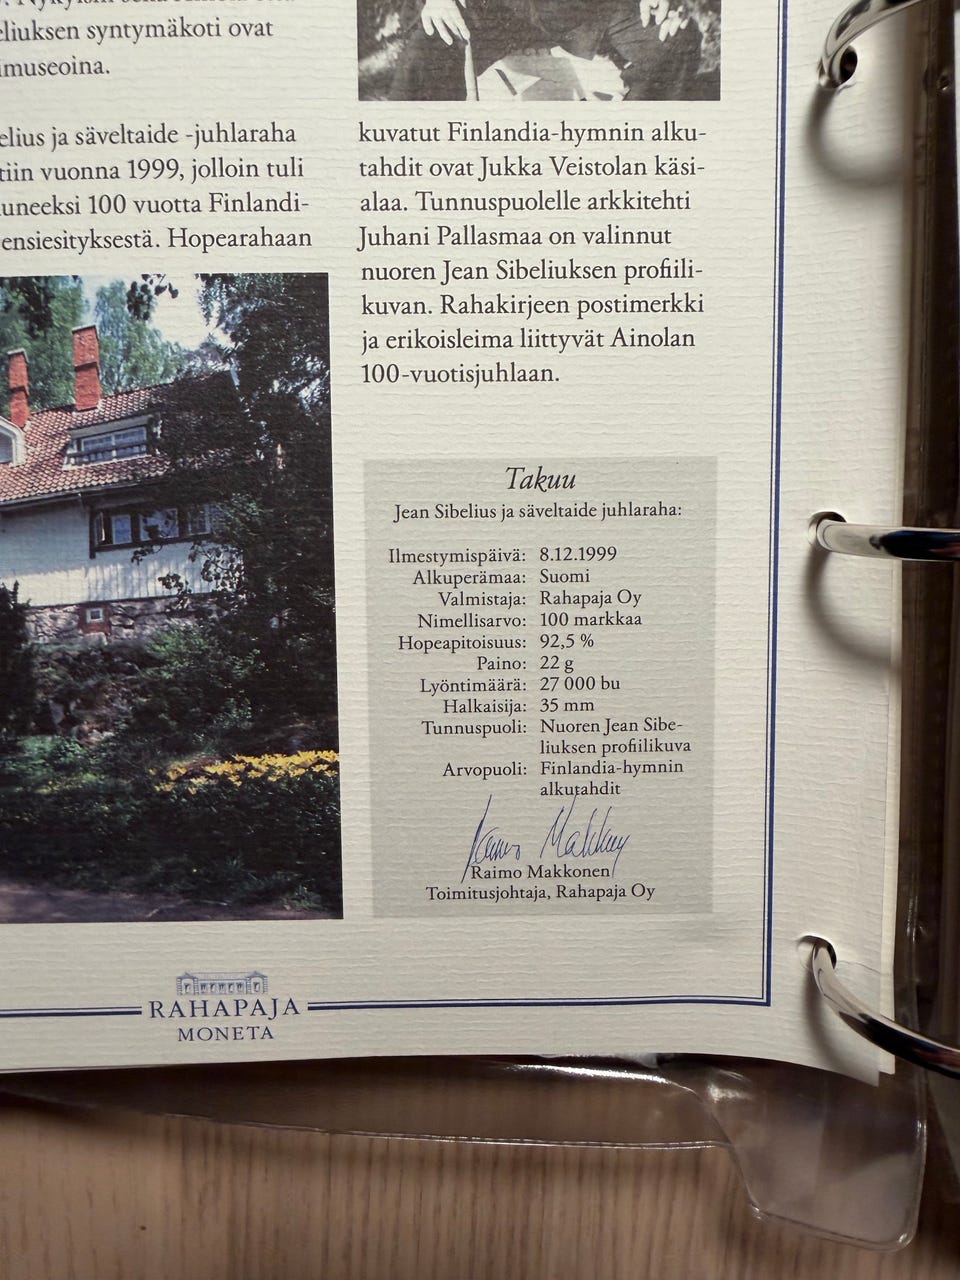 syntymäkoti ovat
elius ja säveltaide -juhlaraha
vuonna 1999, jolloin tuli
100 vuotta Finlandi-
ensiesityksestä. Hopearahaan
kuvatut Finlandia-hymnin alku-
tahdit ovat Jukka Veistolan käsi-
alaa. Tunnuspuolelle arkkitehti
Juhani Pallasmaa on valinnut
nuoren Jean Sibeliuksen profiili-
kuvan. Rahakirjeen postimerkki
ja erikoisleima liittyvät Ainolan
100-vuotisjuhlaan.
Takuu
Jean Sibelius ja säveltaide juhlaraha:
Ilmestymispäivä: 8.12.1999
Alkuperämaa: Suomi
Valmistaja: Rahapaja Oy
Nimellisarvo: 100 markkaa
Hopeapitoisuus: 92,5 %
Paino: 22 g
Lyöntimäärä: 27 000 bu
Halkaisija: 35 mm
Tunnuspuoli: Nuoren Jean Sibe-
liuksen profiilikuva
Arvopuoli: Finlandia-hymnin
alkutahdit
Raimo Makkonen
Raimo Makkonen
Toimitusjohtaja, Rahapaja Oy
RAHAPAJA
MONETA